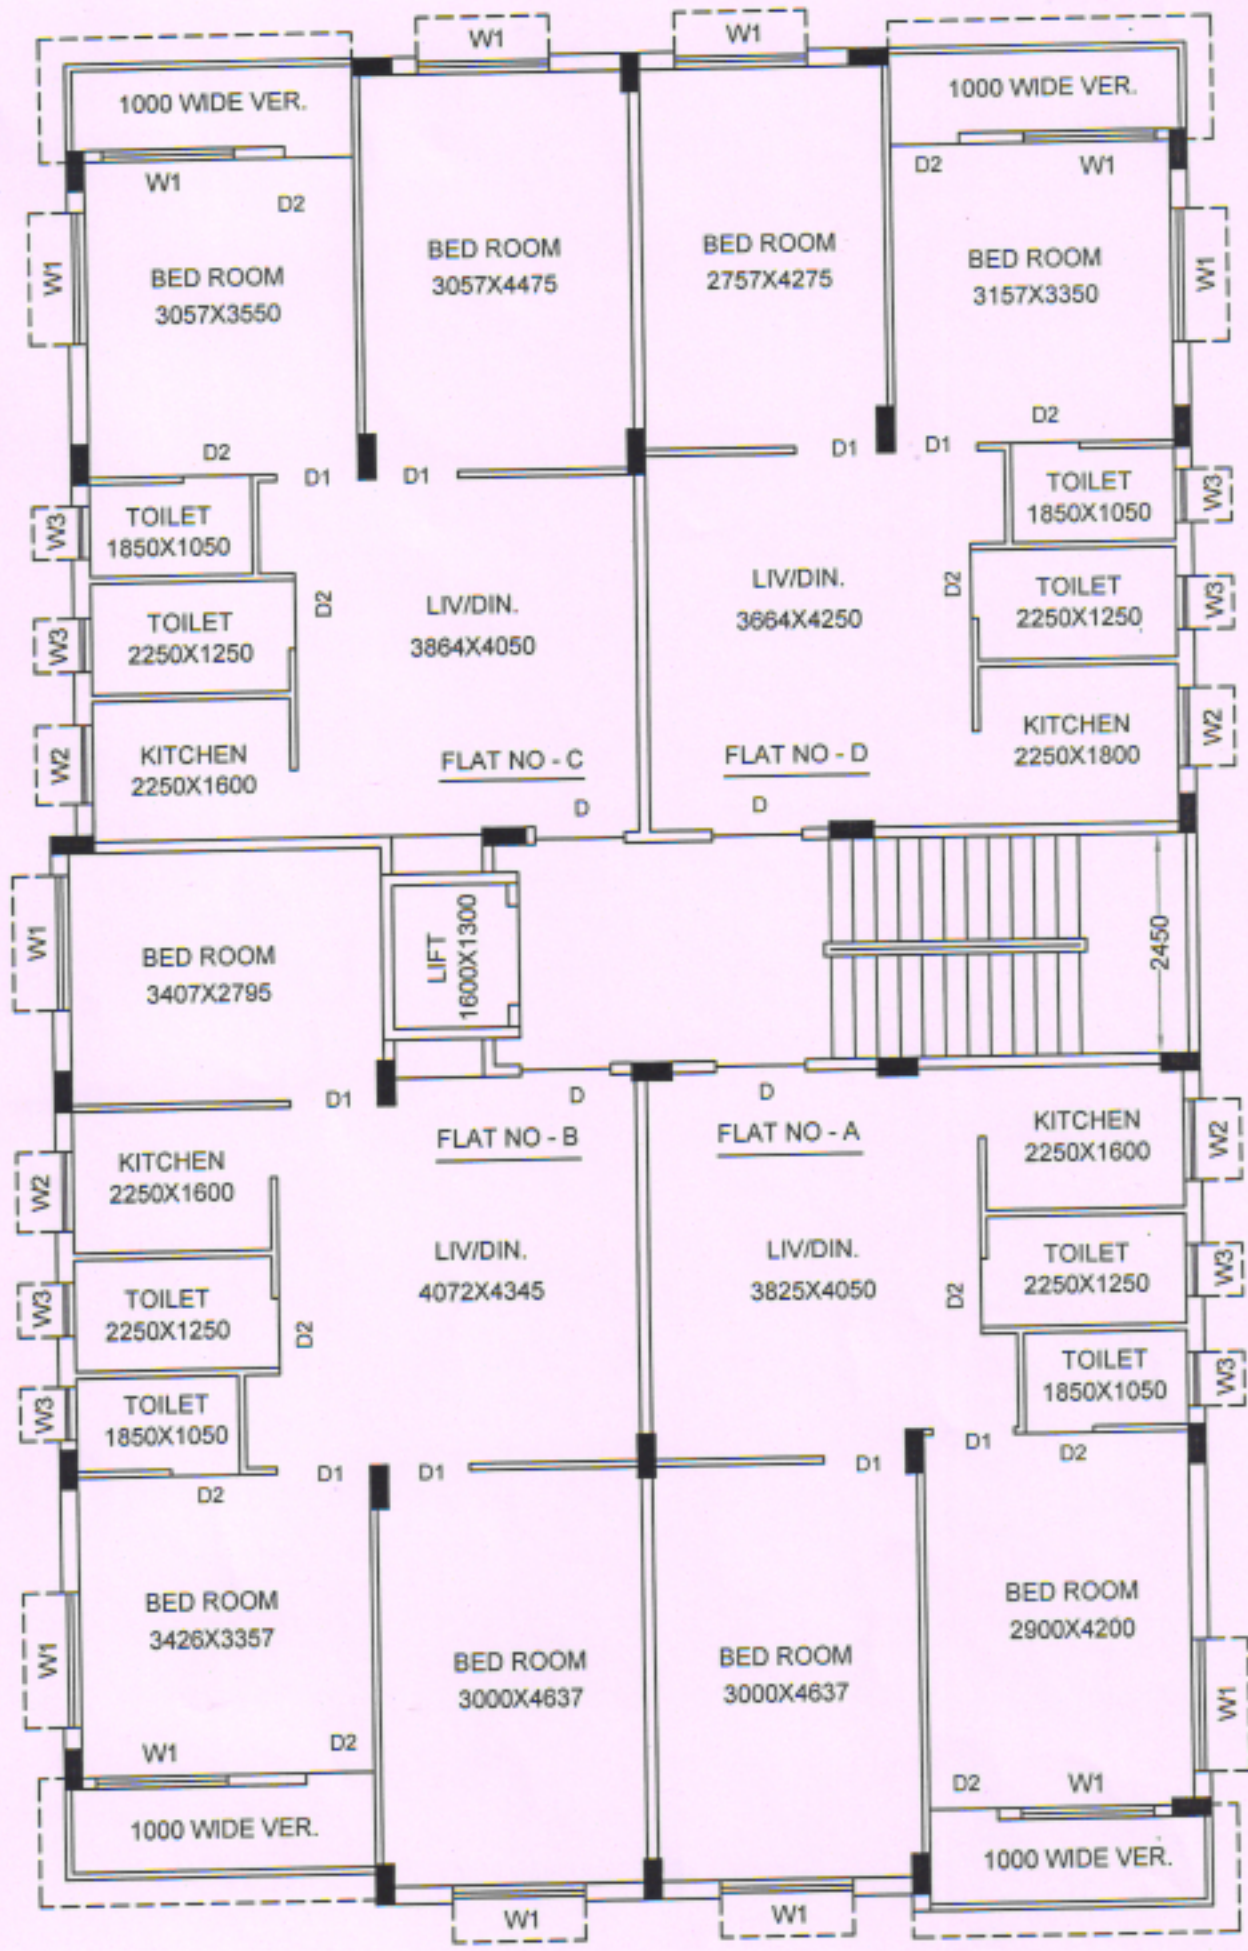 W1
W1
1000 WIDE VER.
1000 WIDE VER.
W1
D2
D2
W1
W1
BED ROOM
3057X3550
BED ROOM
3057X4475
BED ROOM
2757X4275
BED ROOM
3157X3350
W1
D2
D1
D1
D1
D1
D2
W3
TOILET
1850X1050
TOILET
1850X1050
W3
W3
TOILET
2250X1250
D2
LIV/DIN.
3864X4050
LIV/DIN.
3664X4250
D2
TOILET
2250X1250
W3
W2
KITCHEN
2250X1600
FLAT NO - C
FLAT NO - D
KITCHEN
2250X1800
W2
D
D
W1
BED ROOM
3407X2795
LIFT
1600X1300
2450
D1
D
D
FLAT NO - B
FLAT NO - A
KITCHEN
2250X1600
W2
W2
KITCHEN
2250X1600
W3
TOILET
2250X1250
D2
LIV/DIN.
4072X4345
LIV/DIN.
3825X4050
D2
TOILET
2250X1250
W3
W3
TOILET
1850X1050
TOILET
1850X1050
W3
D2
D1
D1
D1
D1
D2
W1
BED ROOM
3426X3357
BED ROOM
3000X4637
BED ROOM
3000X4637
BED ROOM
2900X4200
W1
W1
D2
D2
W1
1000 WIDE VER.
1000 WIDE VER.
W1
W1